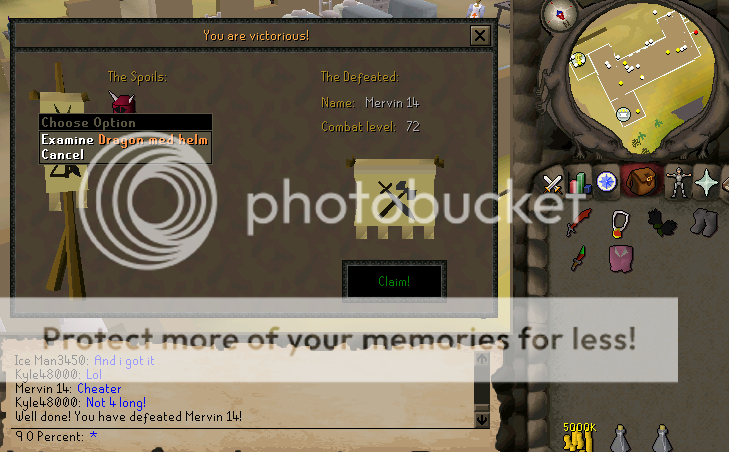 You are victorious!
The Spoils:
The Defeated:
Name: Mervin 14
Combat level: 72
Choose Option
Examine Dragon med helm
Cancel
Claim!
photobucket
Protect more of your memories for less!
Ice Man3450: And i got it
Kyle48000: Lol
Mervin 14: Cheater
Kyle48000: Not 4 long!
Well done! You have defeated Mervin 14!
9 0 Percent: *
5000K